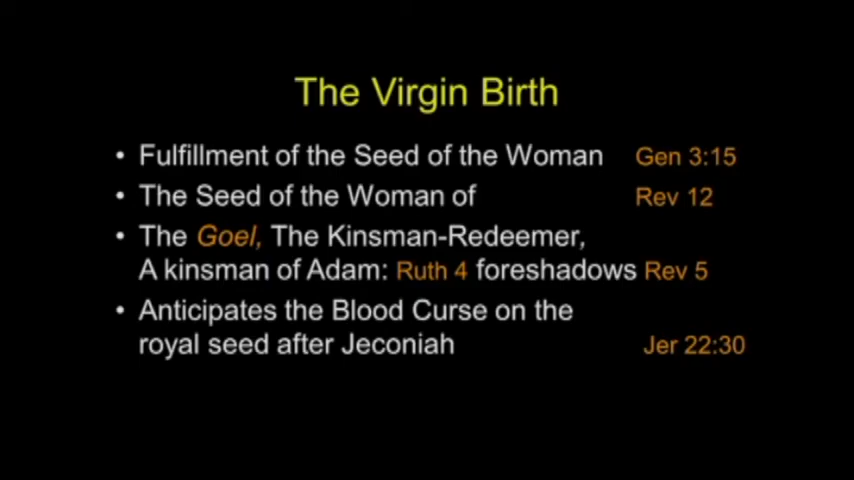 The Virgin Birth
• Fulfillment of the Seed of the Woman Gen 3:15
• The Seed of the Woman of Rev 12
• The Goel, The Kinsman-Redeemer,
A kinsman of Adam: Ruth 4 foreshadows Rev 5
• Anticipates the Blood Curse on the
royal seed after Jeconiah Jer 22:30